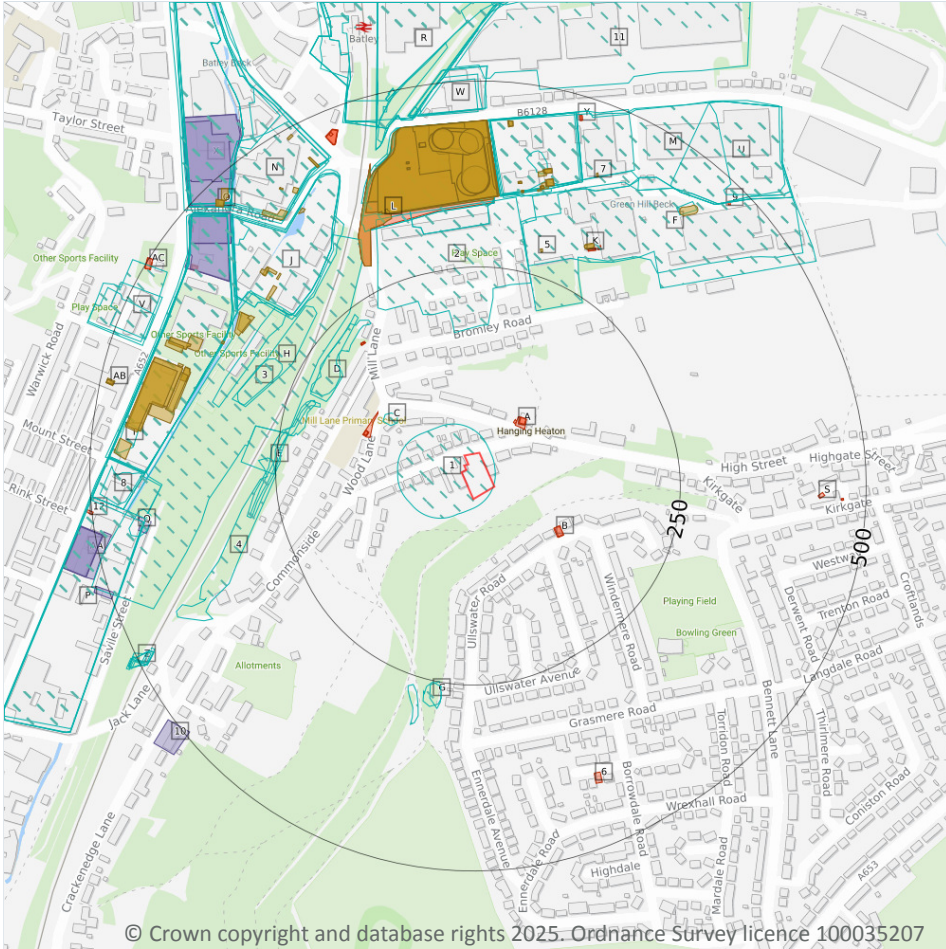 Batley
R
11
Batley Beck
W
B6128
Y
Taylor Street
N
7
M
U
L
Green Hill Beck
9
F
Other Sports Facility
AC
J
2
Play Space
5
K
Play Space
V
Bromley Road
Other Sports Facility
Other Sports Facility
H
Mill Lane
Warwick Road
A652
3
D
AB
C
A
Mill Lane Primary School
Hanging Heaton
Mount Street
E
1
Wood Lane
High Street
Highgate Street
8
Kirkgate
S
Kirkgate
Rink Street
12
Q
250
500
B
4
Commonside
Westw
AA
P
Ullswater Road
Windermere Road
Playing Field
Derwent Road
Trenton Road
Croftlands
Bowling Green
Savile Street
Z
Allotments
Langdale Road
Ullswater Avenue
G
Jack Lane
Grasmere Road
Bennett Lane
10
Torridon Road
Thirlmere Road
6
Borrowdale Road
Ennerdale Avenue
Wrexhall Road
Coniston Road
Crackenedge Lane
Ennerdale Road
Mardale Road
Highdale
A653
© Crown copyright and database rights 2025. Ordnance Survey licence 100035207